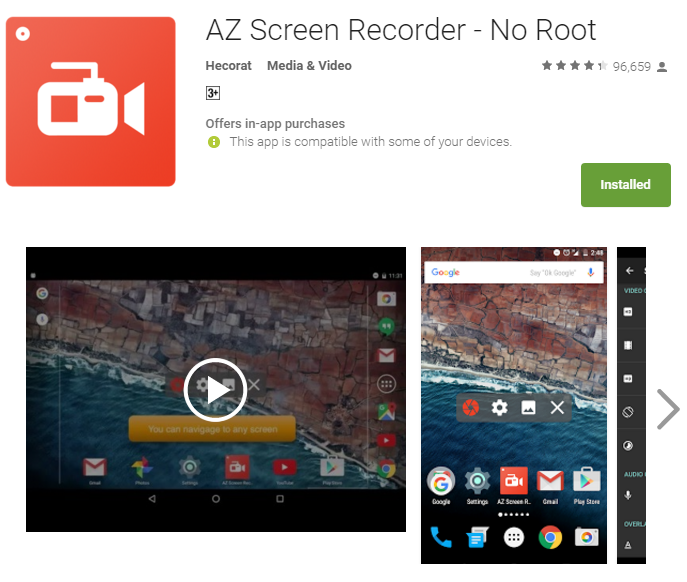 AZ Screen Recorder - No Root
Hecorat Media & Video
96,659
3+
Offers in-app purchases
This app is compatible with some of your devices.
Installed
11:31
You can navigage to any screen
Gmail Photos Settings AZ Screen Rec.. YouTube Play Store
2:48
Google Say "Ok Google"
Google Settings AZ Screen R.. Gmail Play Store
VIDEO
AUDIO
OVERLA